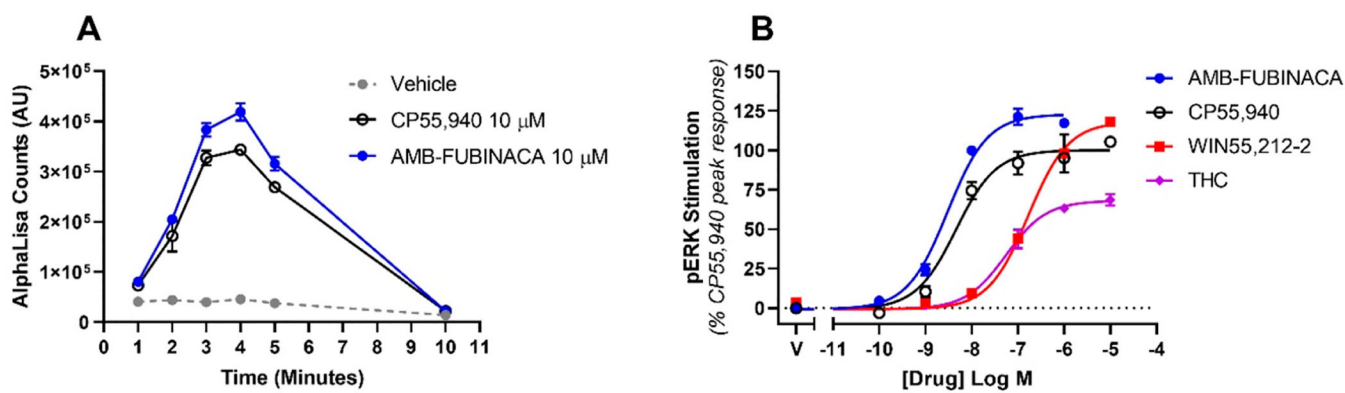 A
AlphaLisa Counts (AU)
5×10⁵
4×10⁵
3×10⁵
2×10⁵
1×10⁵
0
0 1 2 3 4 5 6 7 8 9 10 11
Time (Minutes)
Vehicle
CP55,940 10 μM
AMB-FUBINACA 10 μM
B
pERK Stimulation
(% CP55,940 peak response)
150
125
100
75
50
25
0
V -11 -10 -9 -8 -7 -6 -5 -4
[Drug] Log M
AMB-FUBINACA
CP55,940
WIN55,212-2
THC